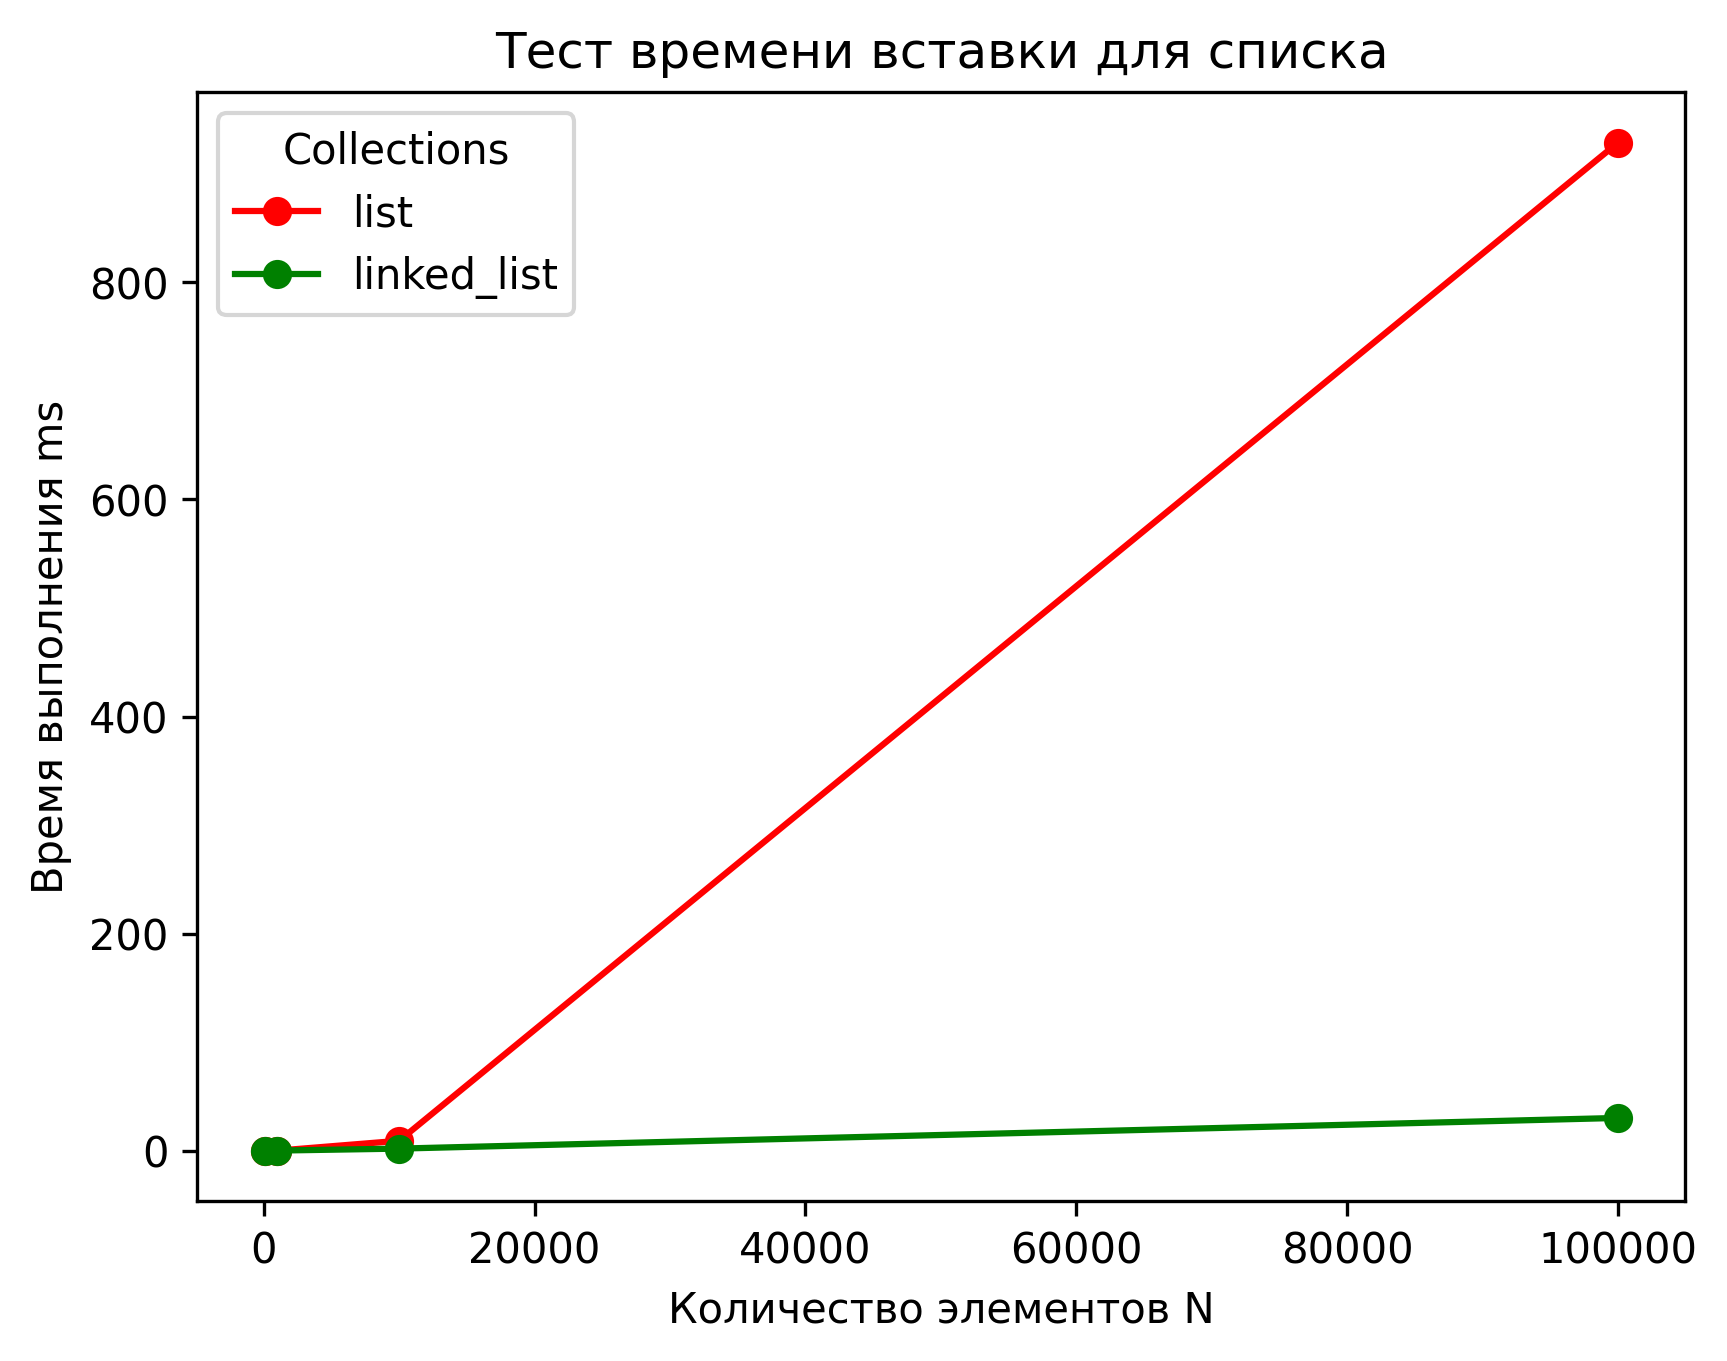 Тест времени вставки для списка
Collections
list
linked_list
800
600
400
200
0
Время выполнения ms
0 20000 40000 60000 80000 100000
Количество элементов N